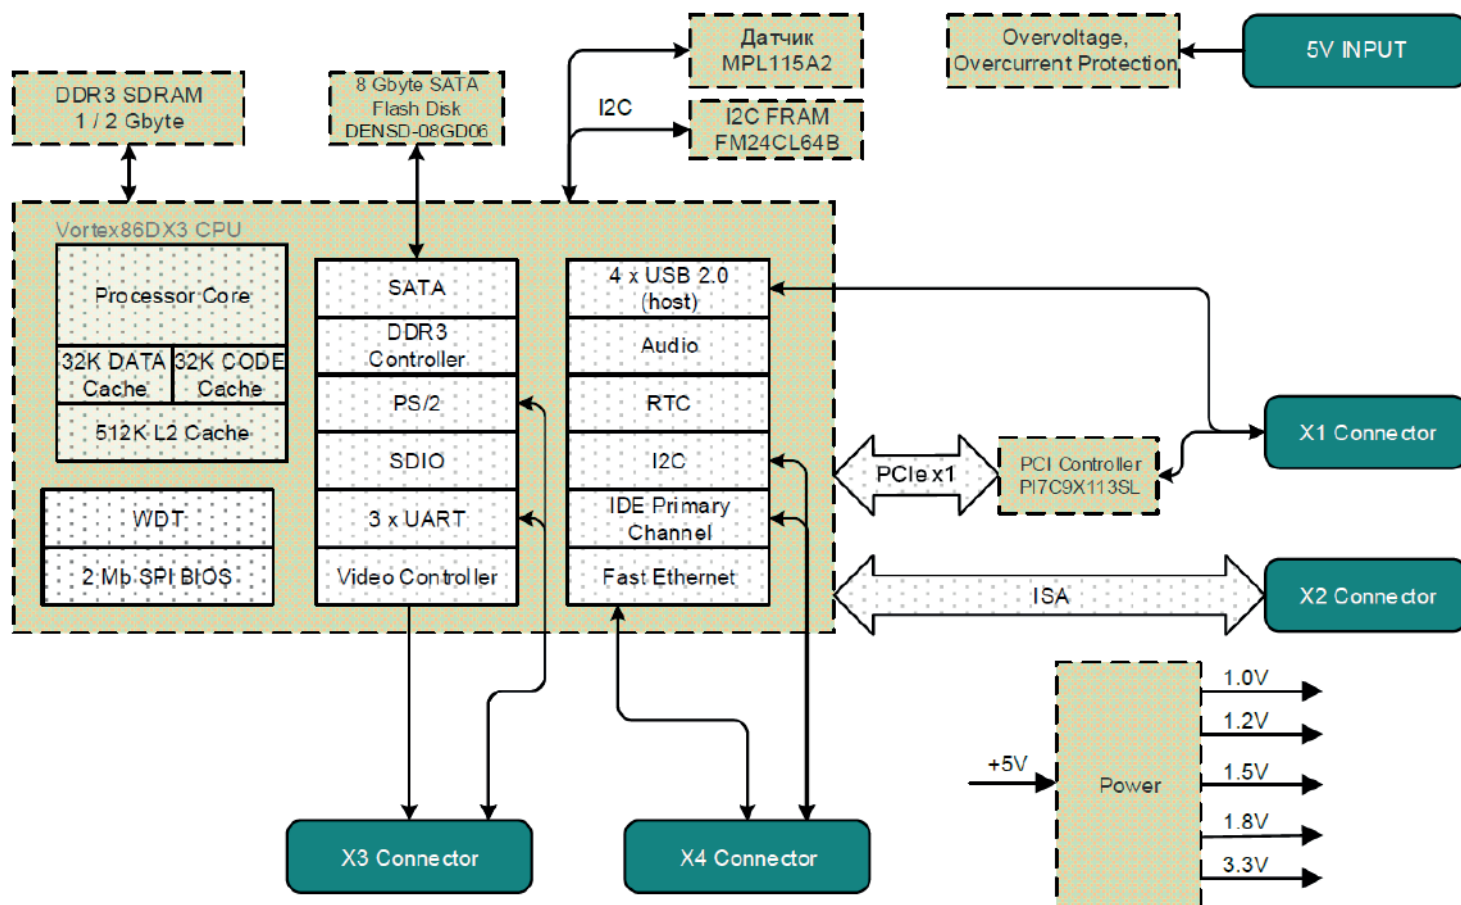 Датчик
MPL115A2
Overvoltage,
Overcurrent Protection
5V INPUT
DDR3 SDRAM
1 / 2 Gbyte
8 Gbyte SATA
Flash Disk
DENSD-08GD06
I2C
I2C FRAM
FM24CL64B
Vortex86DX3 CPU
Processor Core
32K DATA
Cache
32K CODE
Cache
512K L2 Cache
WDT
2 Mb SPI BIOS
SATA
DDR3
Controller
PS/2
SDIO
3 x UART
Video Controller
4 x USB 2.0
(host)
Audio
RTC
I2C
IDE Primary
Channel
Fast Ethernet
PCIe x1
PCI Controller
PI7C9X113SL
X1 Connector
ISA
X2 Connector
+5V
Power
1.0V
1.2V
1.5V
1.8V
3.3V
X3 Connector
X4 Connector